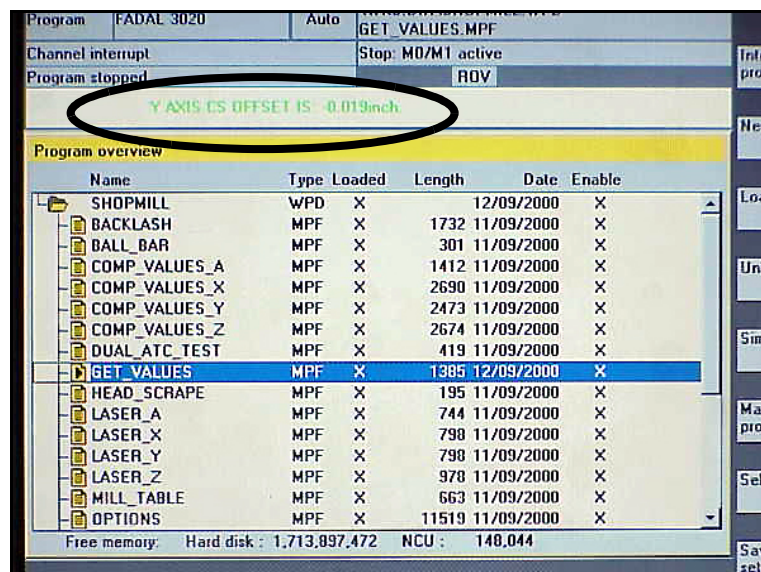 Program FADAL 3020 Auto
GET_VALUES.MPF
Channel interrupt Stop: M0/M1 active
Program stopped ROV
Y AXIS CS OFFSET IS -0.019inch
Program overview
Name Type Loaded Length Date Enable
SHOPMILL WPD X 12/09/2000 X
BACKLASH MPF X 1732 11/09/2000 X
BALL_BAR MPF X 301 11/09/2000 X
COMP_VALUES_A MPF X 1412 11/09/2000 X
COMP_VALUES_X MPF X 2690 11/09/2000 X
COMP_VALUES_Y MPF X 2473 11/09/2000 X
COMP_VALUES_Z MPF X 2674 11/09/2000 X
DUAL_ATC_TEST MPF X 419 11/09/2000 X
GET_VALUES MPF X 1385 12/09/2000 X
HEAD_SCRAPE MPF X 195 11/09/2000 X
LASER_A MPF X 744 11/09/2000 X
LASER_X MPF X 798 11/09/2000 X
LASER_Y MPF X 798 11/09/2000 X
LASER_Z MPF X 978 11/09/2000 X
MILL_TABLE MPF X 663 11/09/2000 X
OPTIONS MPF X 11519 11/09/2000 X
Free memory: Hard disk : 1,713,897,472 NCU : 148,044